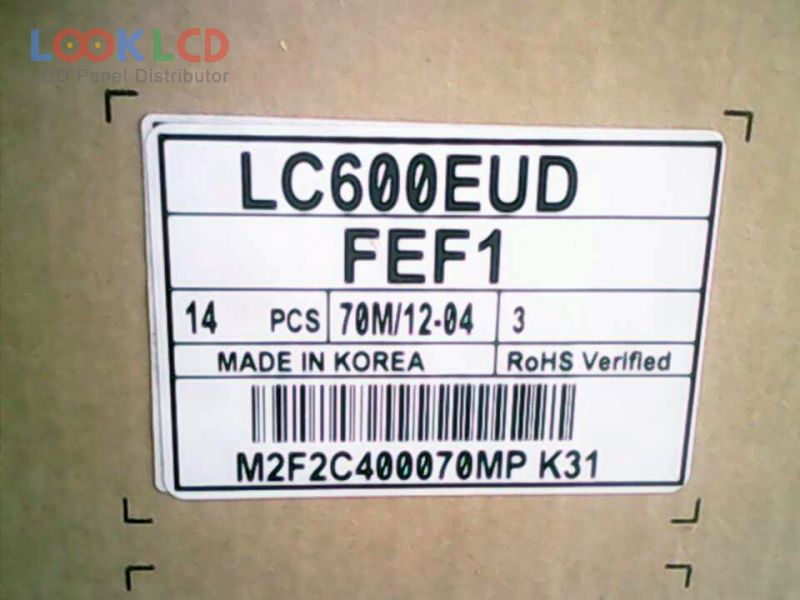 LOOKLCD
LCD Panel Distributor
LC600EUD
FEF1
14 PCS 70M/12-04 3
MADE IN KOREA RoHS Verified
M2F2C400070MP K31